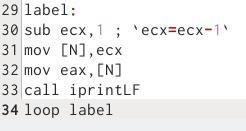 29 label:
30 sub ecx,1 ; `ecx=ecx-1`
31 mov [N],ecx
32 mov eax,[N]
33 call iprintLF
34 loop label